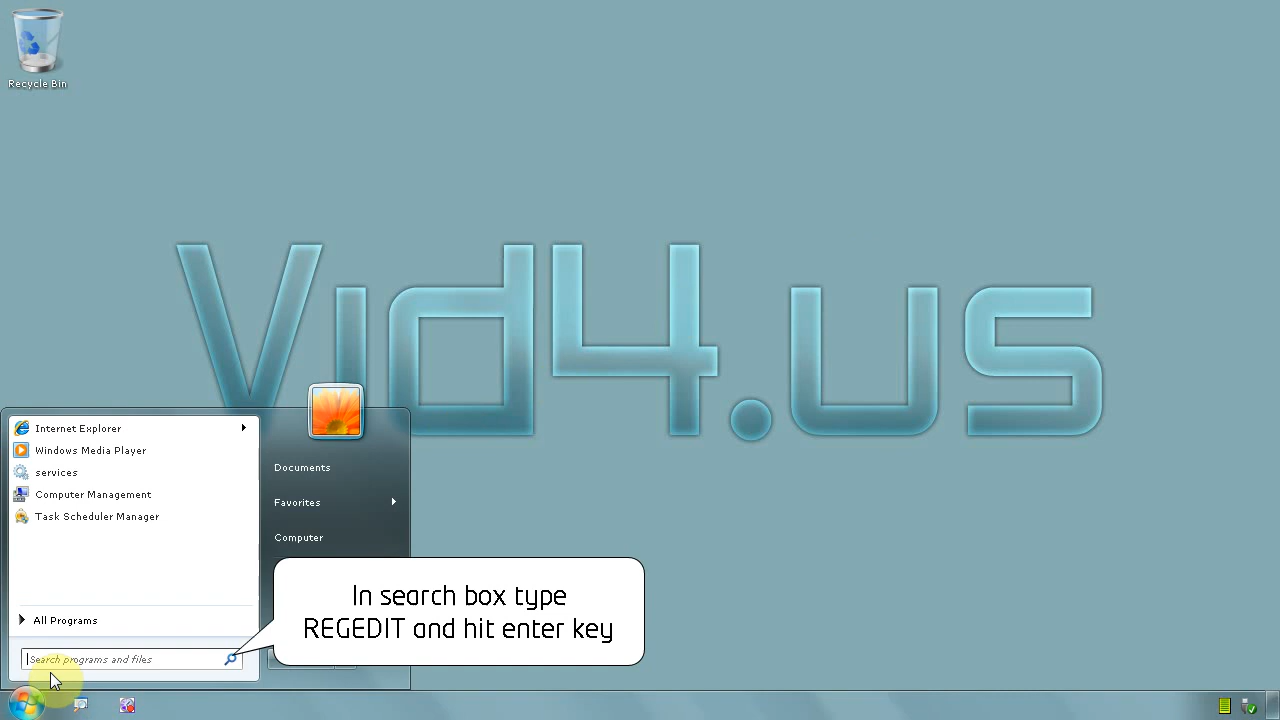 Recycle Bin
Vid4.us
Internet Explorer
Windows Media Player
services
Computer Management
Task Scheduler Manager
All Programs
Search programs and files
Documents
Favorites
Computer
In search box type
REGEDIT and hit enter key